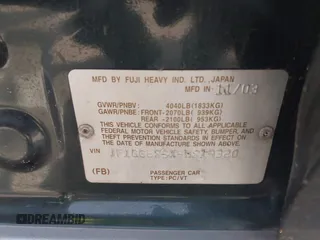 MFD BY FUJI HEAVY IND. LTD., JAPAN
MFD IN 11/03
GVWR/PNBV: 4040LB(1833KG)
GAWR/PNBE: FRONT-2070LB( 939KG)
REAR -2100LB( 953KG)
THIS VEHICLE CONFORMS TO ALL APPLICABLE
FEDERAL MOTOR VEHICLE SAFETY, BUMPER, AND
THEFT PREVENTION STANDARDS IN EFFECT ON THE
DATE OF MANUFACTURE SHOWN ABOVE.
VIN
(FB)
PASSENGER CAR
TYPE:PC/VT
AUTOBIDMASTER